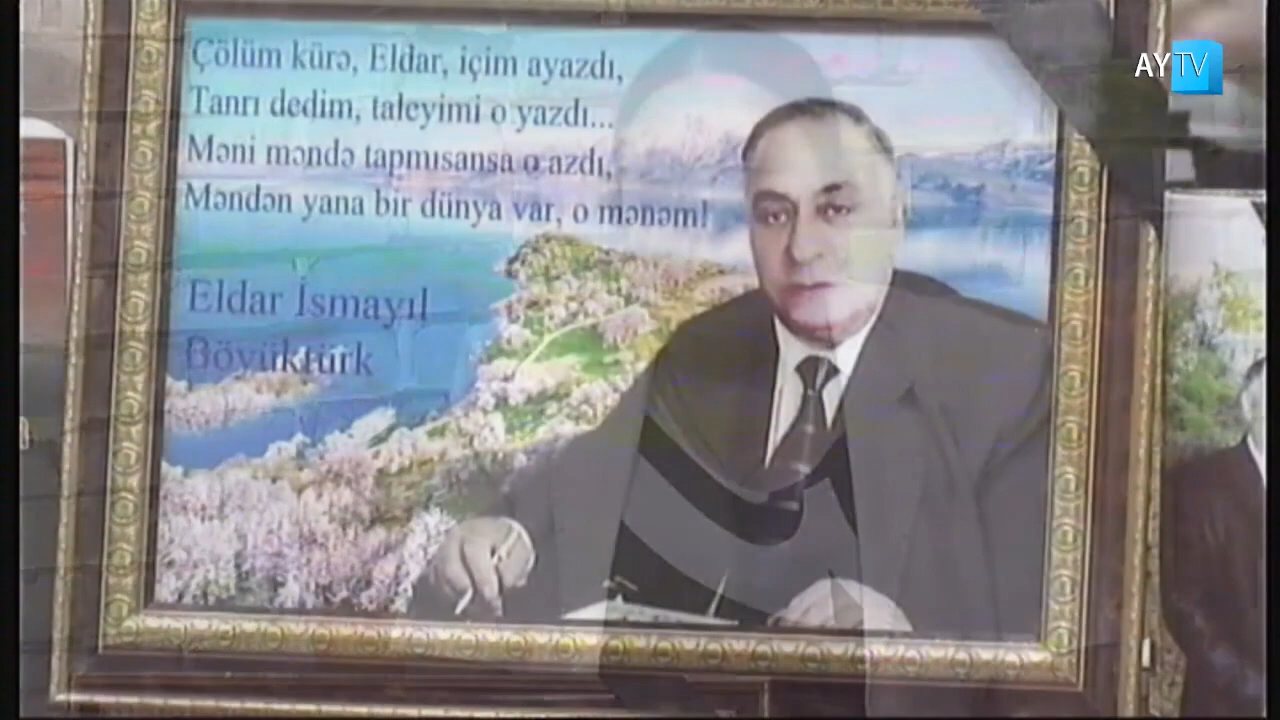 Çölüm kürə, Eldar, içim ayazdı,
Tanrı dedim, taleyimi o yazdı...
Məni məndə tapmısansa o azdı,
Məndən yana bir dünya var, o mənəm!
Eldar İsmayıl
Böyüktürk
AYTV